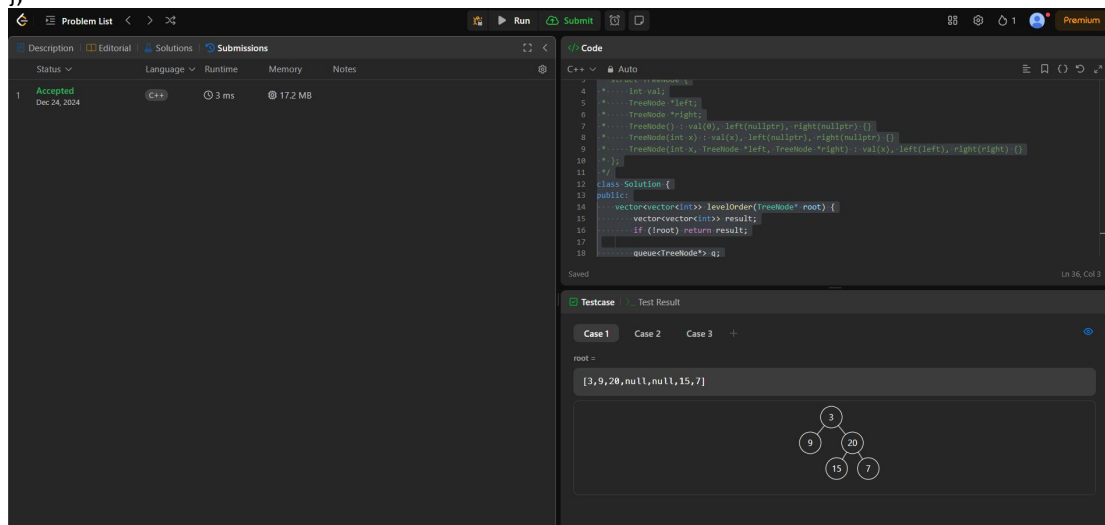 Problem List
Run
Submit
1
Premium
Description | Editorial | Solutions | Submissions
Status Language Runtime Memory Notes
1 Accepted C++ 3 ms 17.2 MB
Dec 24, 2024
</> Code
C++ Auto
4 * int val;
5 * TreeNode *left;
6 * TreeNode *right;
7 * TreeNode() : val(0), left(nullptr), right(nullptr) {}
8 * TreeNode(int x) : val(x), left(nullptr), right(nullptr) {}
9 * TreeNode(int x, TreeNode *left, TreeNode *right) : val(x), left(left), right(right) {}
10 * };
11 */
12 class Solution {
13 public:
14 vector<vector<int>> levelOrder(TreeNode* root) {
15 vector<vector<int>> result;
16 if (!root) return result;
17
18 queue<TreeNode*> q;
Saved Ln 36, Col 3
Testcase | >_ Test Result
Case 1 Case 2 Case 3 +
root =
[3,9,20,null,null,15,7]
3
9 20
15 7